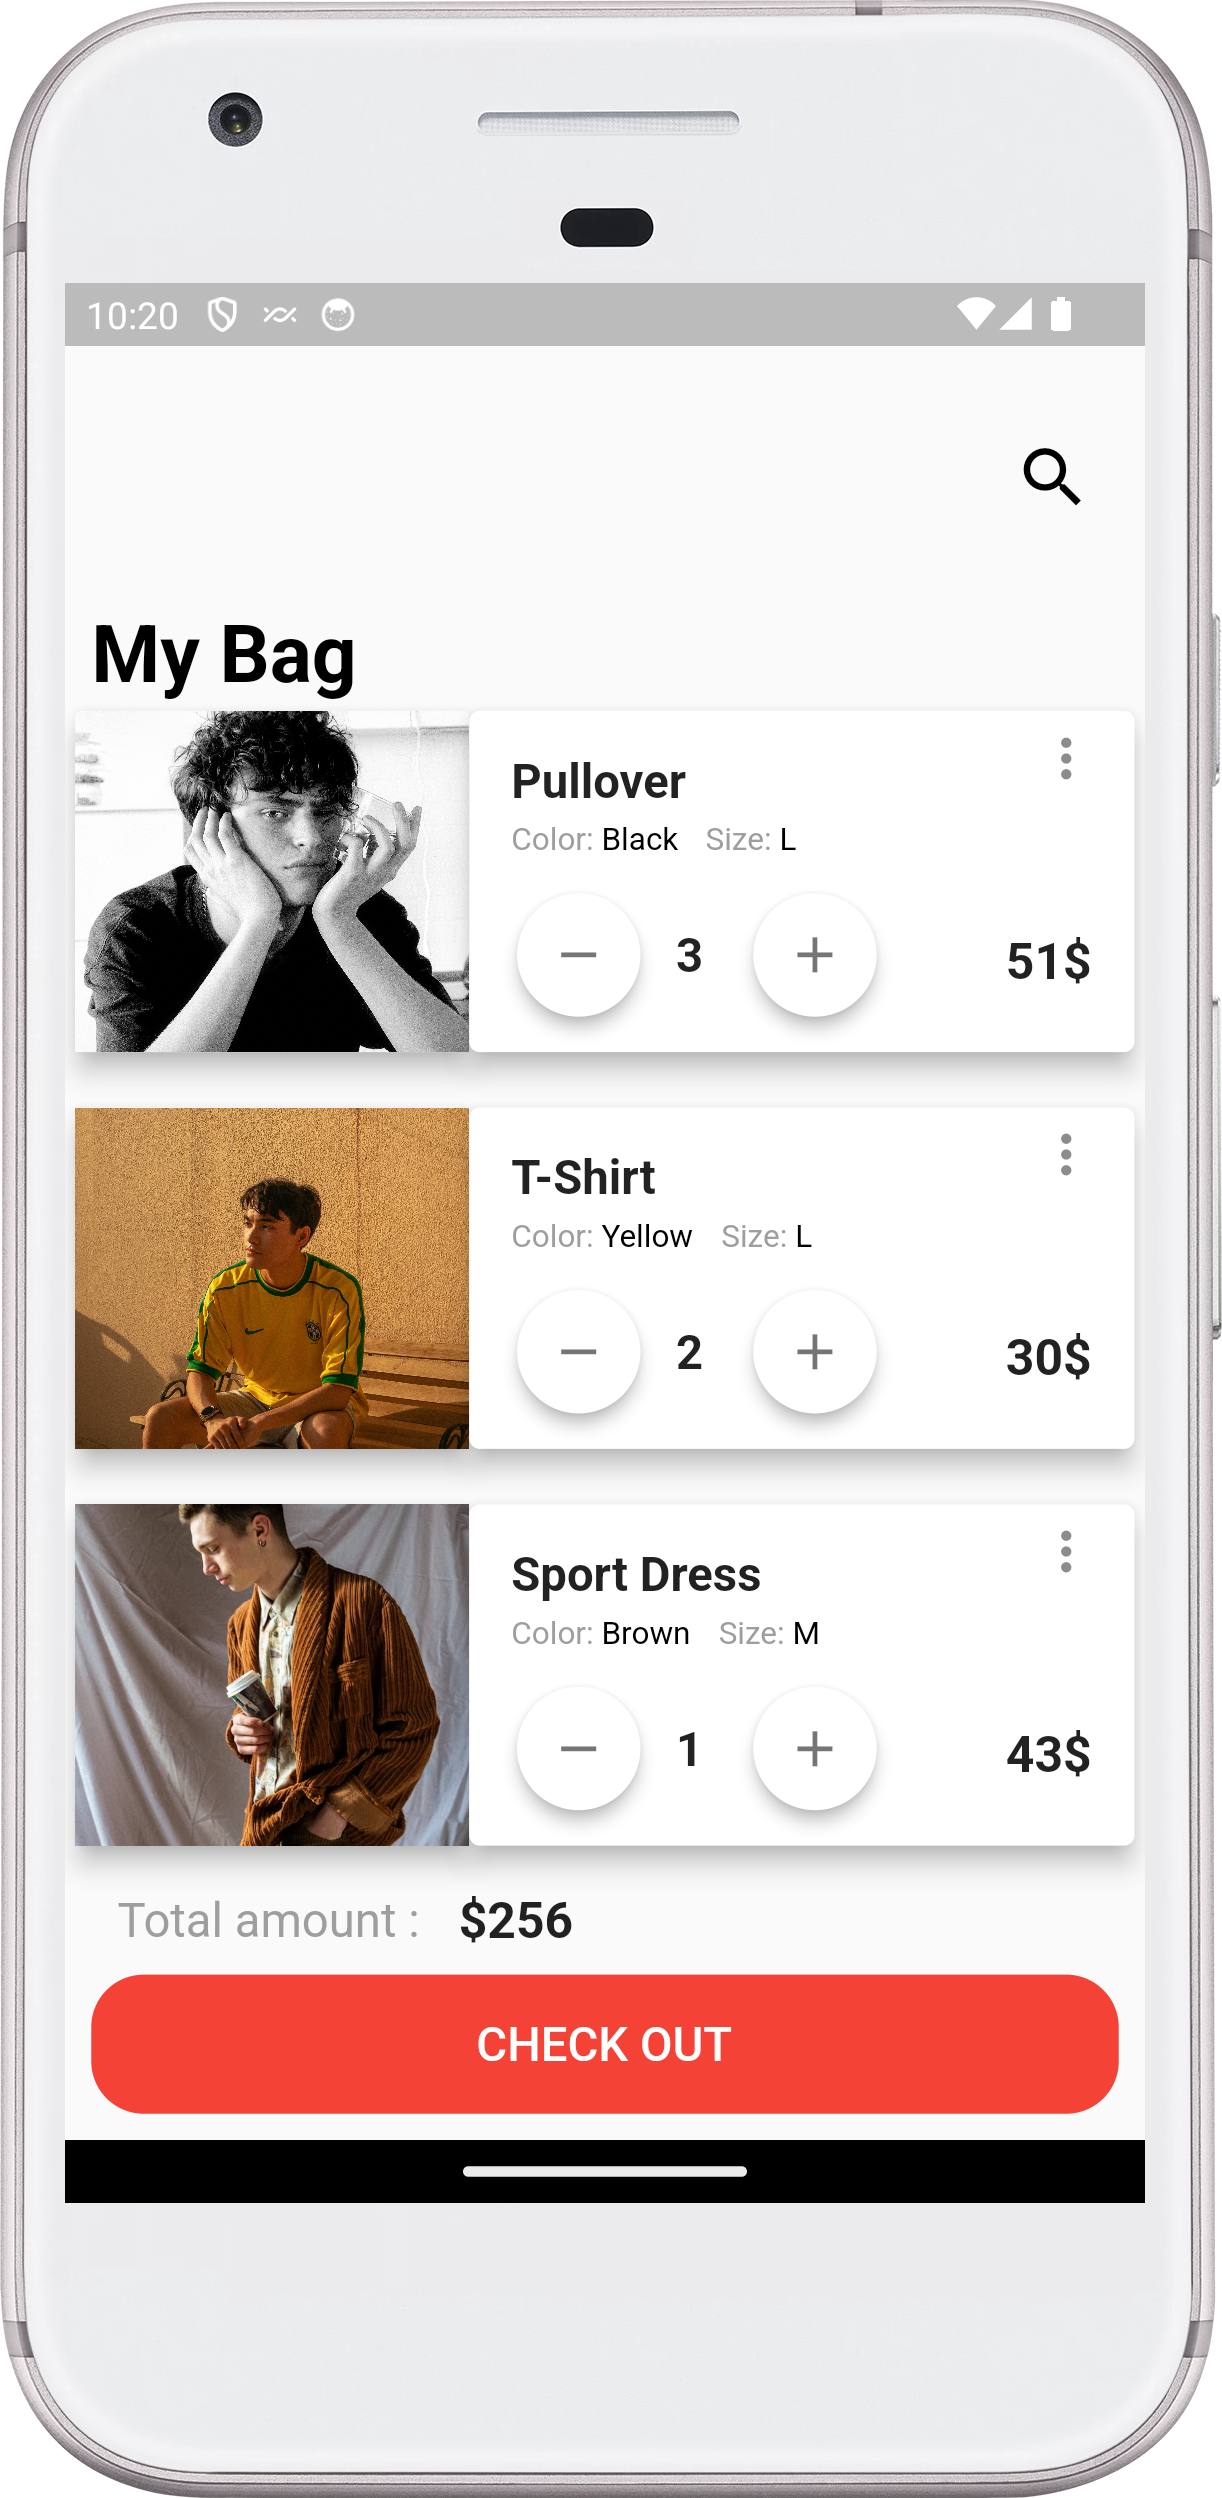 10:20
My Bag
Pullover
Color: Black Size: L
3
51$
T-Shirt
Color: Yellow Size: L
2
30$
Sport Dress
Color: Brown Size: M
1
43$
Total amount : $256
CHECK OUT